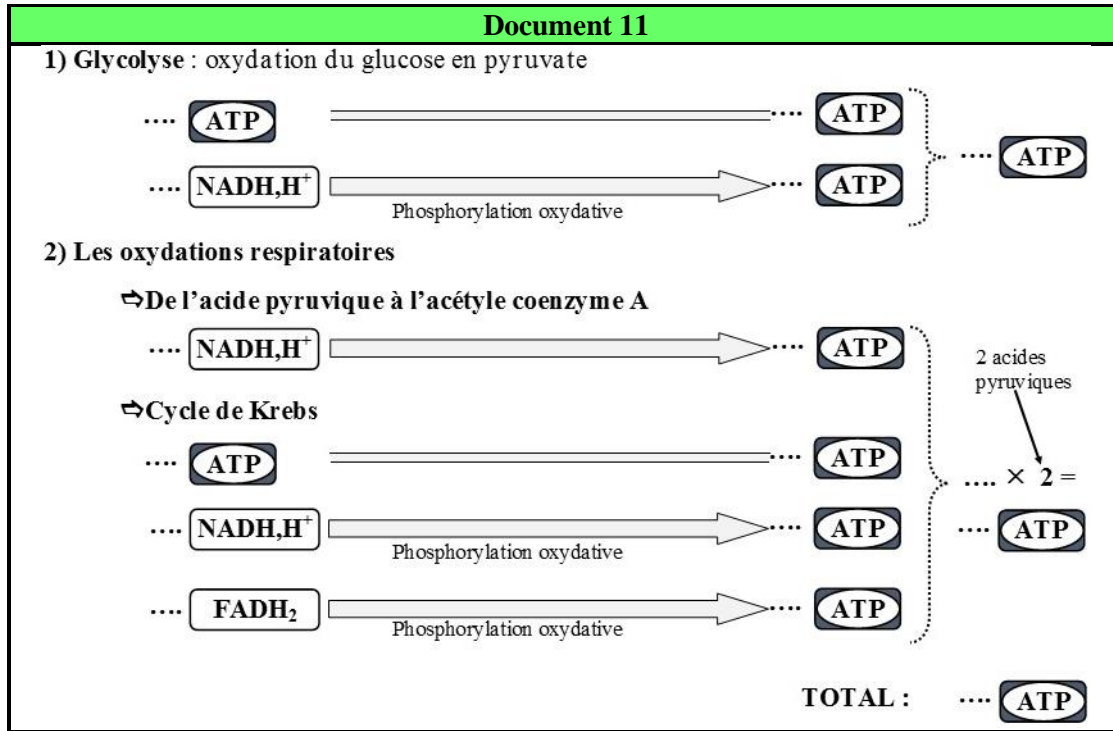 Document 11
1) Glycolyse : oxydation du glucose en pyruvate
.... ATP .... ATP
.... ATP
.... NADH,H⁺ .... ATP
Phosphorylation oxydative
2) Les oxydations respiratoires
⇨De l’acide pyruvique à l’acétyle coenzyme A
.... NADH,H⁺ .... ATP
2 acides
pyruviques
⇨Cycle de Krebs
.... ATP .... ATP
.... × 2 =
.... NADH,H⁺ .... ATP
.... ATP
Phosphorylation oxydative
.... FADH₂ .... ATP
Phosphorylation oxydative
TOTAL : .... ATP